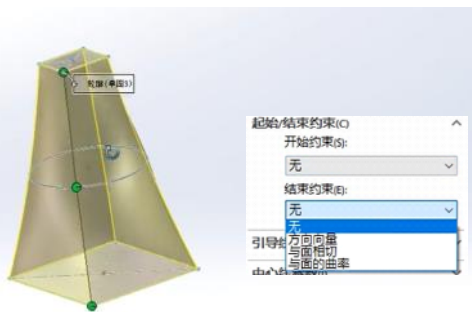 轮廓(草图3)
起始/结束约束(C)
开始约束(S):
无
结束约束(E):
无
无
方向向量
与面相切
与面的曲率
引导